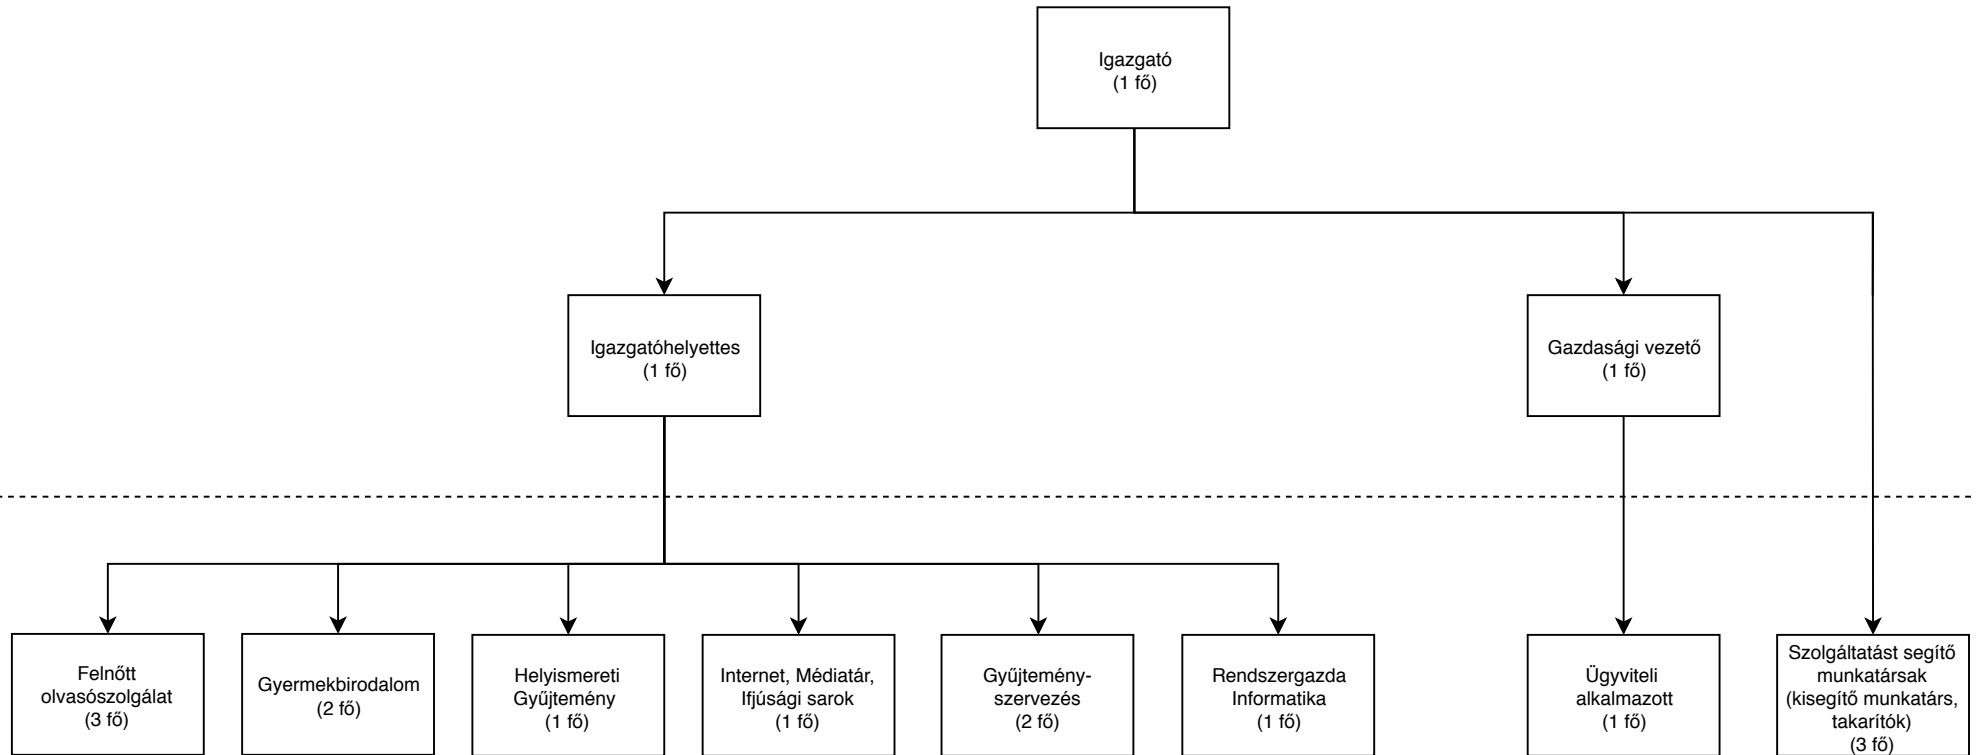 Igazgató
(1 fő)
Igazgatóhelyettes
(1 fő)
Gazdasági vezető
(1 fő)
Felnőtt
olvasószolgálat
(3 fő)
Gyermekbirodalom
(2 fő)
Helyismereti
Gyűjtemény
(1 fő)
Internet, Médiatár,
Ifjúsági sarok
(1 fő)
Gyűjtemény-
szervezés
(2 fő)
Rendszergazda
Informatika
(1 fő)
Ügyviteli
alkalmazott
(1 fő)
Szolgáltatást segítő
munkatársak
(kisegítő munkatárs,
takarítók)
(3 fő)